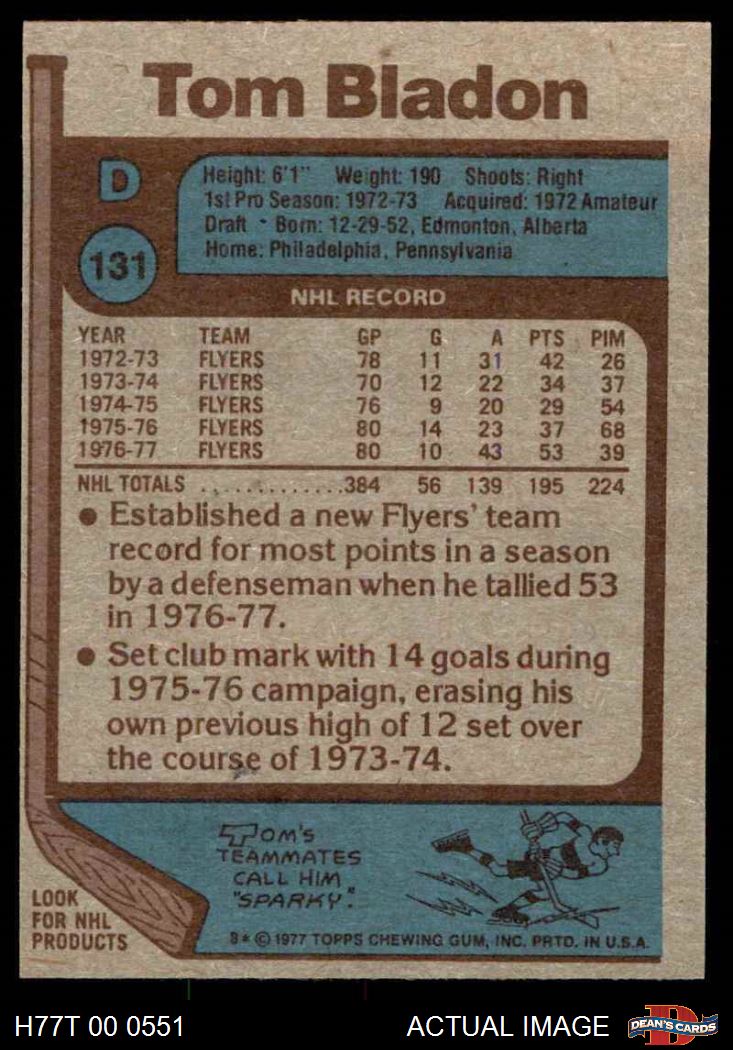 Tom Bladon
D
Height: 6'1" Weight: 190 Shoots: Right
1st Pro Season: 1972-73 Acquired: 1972 Amateur
Draft - Born: 12-29-52, Edmonton, Alberta
Home: Philadelphia, Pennsylvania
131
NHL RECORD
YEAR TEAM GP G A PTS PIM
1972-73 FLYERS 78 11 31 42 26
1973-74 FLYERS 70 12 22 34 37
1974-75 FLYERS 76 9 20 29 54
1975-76 FLYERS 80 14 23 37 68
1976-77 FLYERS 80 10 43 53 39
NHL TOTALS .............384 56 139 195 224
● Established a new Flyers' team
record for most points in a season
by a defenseman when he tallied 53
in 1976-77.
● Set club mark with 14 goals during
1975-76 campaign, erasing his
own previous high of 12 set over
the course of 1973-74.
TOM'S
TEAMMATES
CALL HIM
"SPARKY".
LOOK
FOR NHL
PRODUCTS
B* © 1977 TOPPS CHEWING GUM, INC. PRTD. IN U.S.A.
H77T 00 0551 ACTUAL IMAGE
D
DEAN'S CARDS